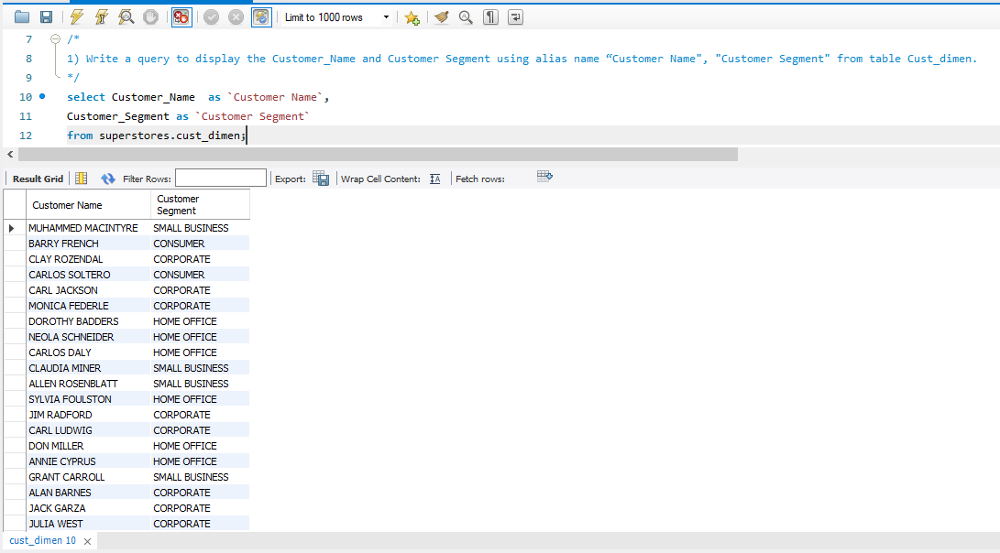 Limit to 1000 rows
7 /*
8 1) Write a query to display the Customer_Name and Customer Segment using alias name “Customer Name", "Customer Segment" from table Cust_dimen.
9 */
10 select Customer_Name  as `Customer Name`,
11 Customer_Segment as `Customer Segment`
12 from superstores.cust_dimen;
Result Grid Filter Rows: Export: Wrap Cell Content: Fetch rows:
Customer Name Customer
Segment
MUHAMMED MACINTYRE SMALL BUSINESS
BARRY FRENCH CONSUMER
CLAY ROZENDAL CORPORATE
CARLOS SOLTERO CONSUMER
CARL JACKSON CORPORATE
MONICA FEDERLE CORPORATE
DOROTHY BADDERS HOME OFFICE
NEOLA SCHNEIDER HOME OFFICE
CARLOS DALY HOME OFFICE
CLAUDIA MINER SMALL BUSINESS
ALLEN ROSENBLATT SMALL BUSINESS
SYLVIA FOULSTON HOME OFFICE
JIM RADFORD CORPORATE
CARL LUDWIG CORPORATE
DON MILLER HOME OFFICE
ANNIE CYPRUS HOME OFFICE
GRANT CARROLL SMALL BUSINESS
ALAN BARNES CORPORATE
JACK GARZA CORPORATE
JULIA WEST CORPORATE
cust_dimen 10